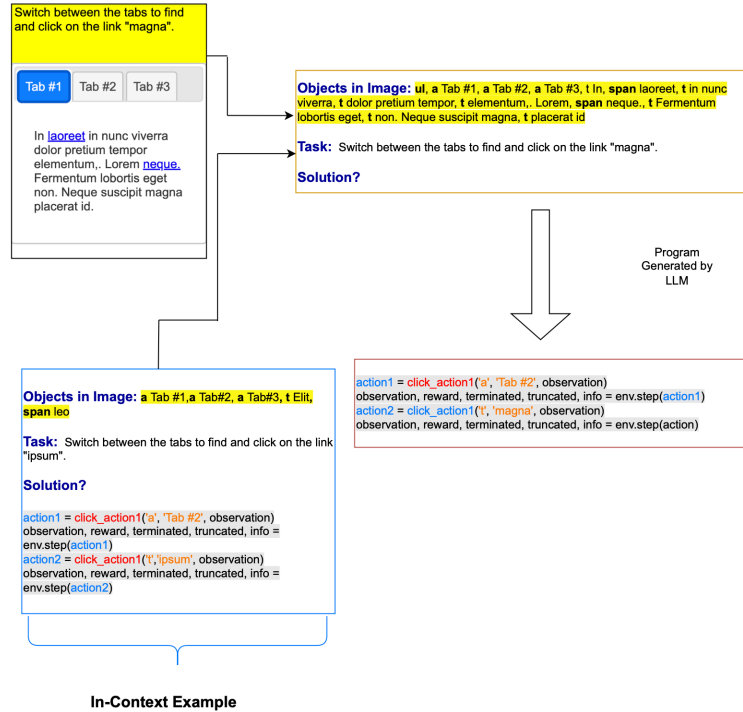 Switch between the tabs to find
and click on the link "magna".
Tab #1 Tab #2 Tab #3
In laoreet in nunc viverra
dolor pretium tempor
elementum,. Lorem neque.
Fermentum lobortis eget
non. Neque suscipit magna
placerat id.
Objects in Image: ul, a Tab #1, a Tab #2, a Tab #3, t In, span laoreet, t in nunc
viverra, t dolor pretium tempor, t elementum,. Lorem, span neque., t Fermentum
lobortis eget, t non. Neque suscipit magna, t placerat id
Task: Switch between the tabs to find and click on the link "magna".
Solution?
Program
Generated by
LLM
action1 = click_action1('a', 'Tab #2', observation)
observation, reward, terminated, truncated, info = env.step(action1)
action2 = click_action1('t', 'magna', observation)
observation, reward, terminated, truncated, info = env.step(action)
Objects in Image: a Tab #1,a Tab#2, a Tab#3, t Elit,
span leo
Task: Switch between the tabs to find and click on the link
"ipsum".
Solution?
action1 = click_action1('a', 'Tab #2', observation)
observation, reward, terminated, truncated, info =
env.step(action1)
action2 = click_action1('t','ipsum', observation)
observation, reward, terminated, truncated, info =
env.step(action2)
In-Context Example